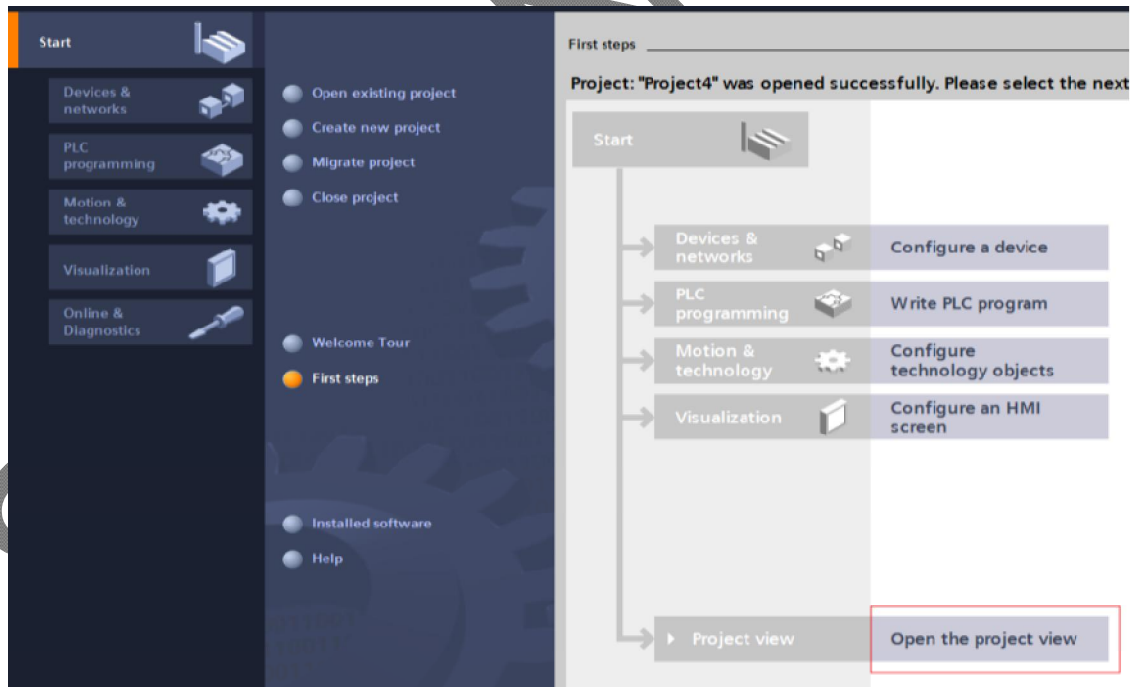 Start
Devices &
networks
PLC
programming
Motion &
technology
Visualization
Online &
Diagnostics
Open existing project
Create new project
Migrate project
Close project
Welcome Tour
First steps
Installed software
Help
First steps
Project: "Project4" was opened successfully. Please select the next
Start
Devices &
networks
Configure a device
PLC
programming
Write PLC program
Motion &
technology
Configure
technology objects
Visualization
Configure an HMI
screen
Project view
Open the project view